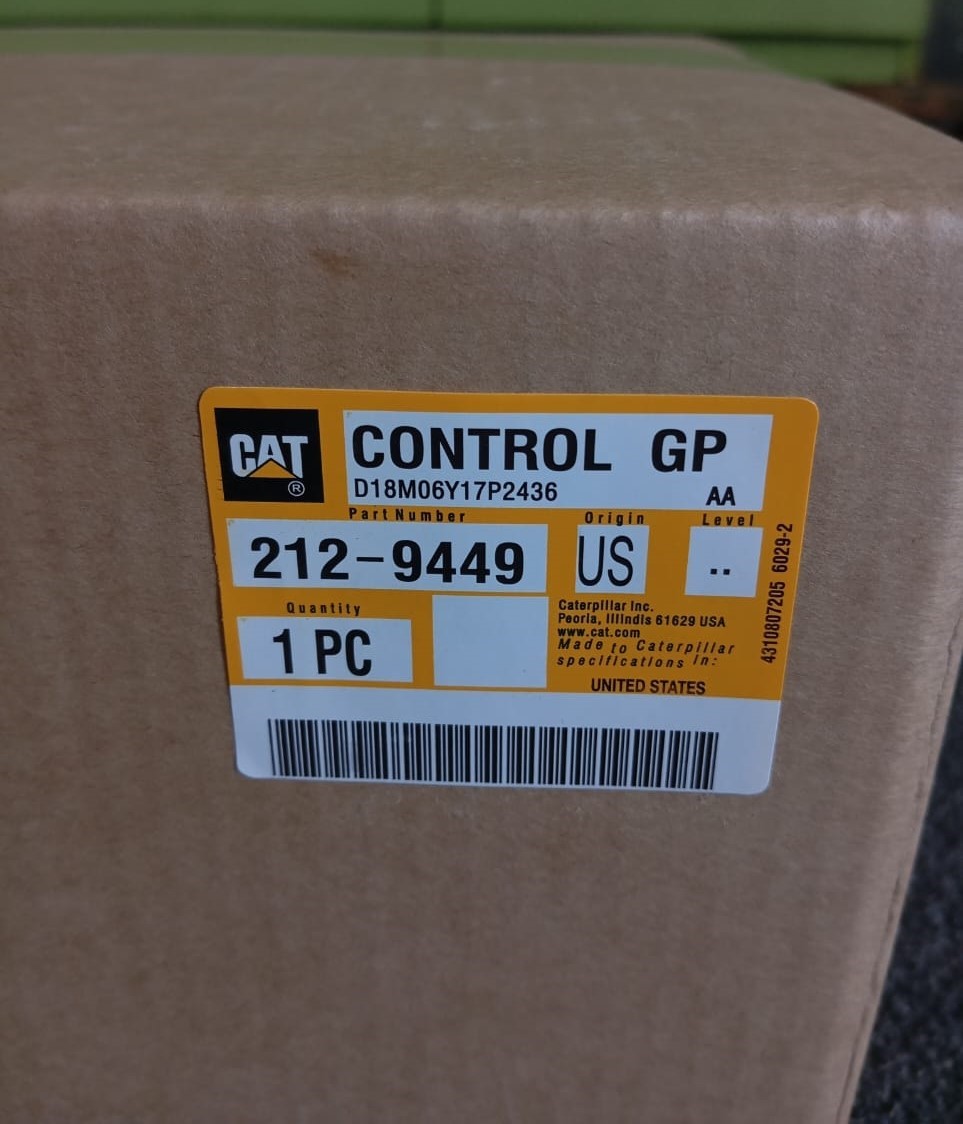 CAT
®
CONTROL GP
D18M06Y17P2436 AA
Part Number Origin Level
212-9449 US ..
Quantity
1 PC
Caterpillar Inc.
Peoria, Illindis 61629 USA
www.cat.com
Made to Caterpillar
specifications in:
UNITED STATES
4310807205 6029-2